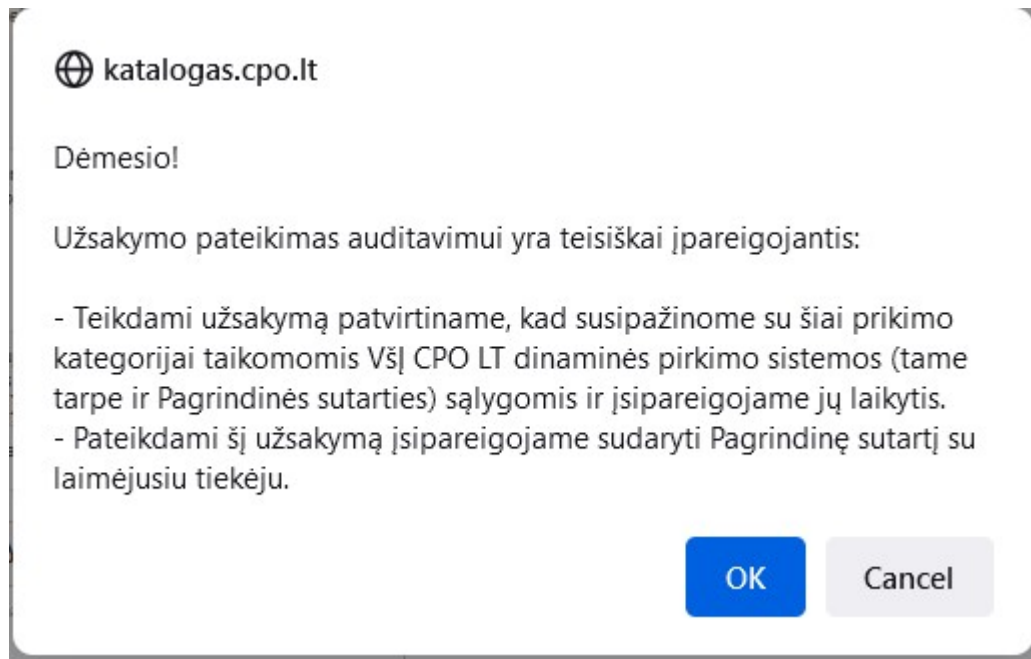 katalogas.cpo.lt
Dėmesio!
Užsakymo pateikimas auditavimui yra teisiškai įpareigojantis:
- Teikdami užsakymą patvirtiname, kad susipažinome su šiai prikimo
kategorijai taikomomis VšĮ CPO LT dinaminės pirkimo sistemos (tame
tarpe ir Pagrindinės sutarties) sąlygomis ir įsipareigojame jų laikytis.
- Pateikdami šį užsakymą įsipareigojame sudaryti Pagrindinę sutartį su
laimėjusiu tiekėju.
OK Cancel